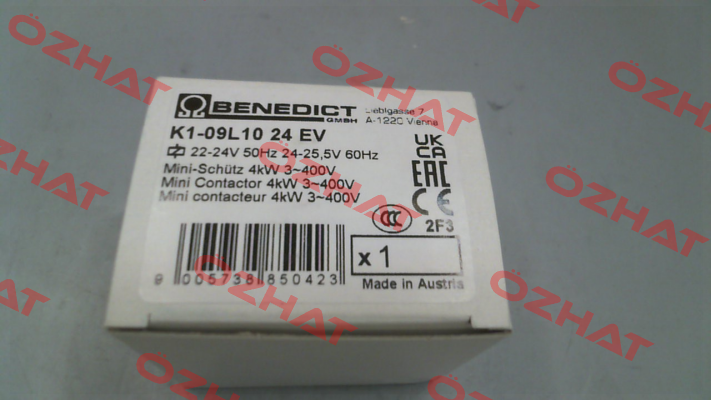 BENEDICT
GMBH
Lieblgasse 7
A-1220 Vienna
K1-09L10 24 EV
22-24V 50Hz 24-25,5V 60Hz
Mini-Schütz 4kW 3~400V
Mini Contactor 4kW 3~400V
Mini contacteur 4kW 3~400V
UK
CA
EAC
CE
CCC
2F3
x 1
9 005738 850423
Made in Austria
ÖZHAT
ÖZHAT
ÖZHAT
ÖZHAT
ÖZHAT
ÖZHAT
ÖZHAT
ÖZHAT